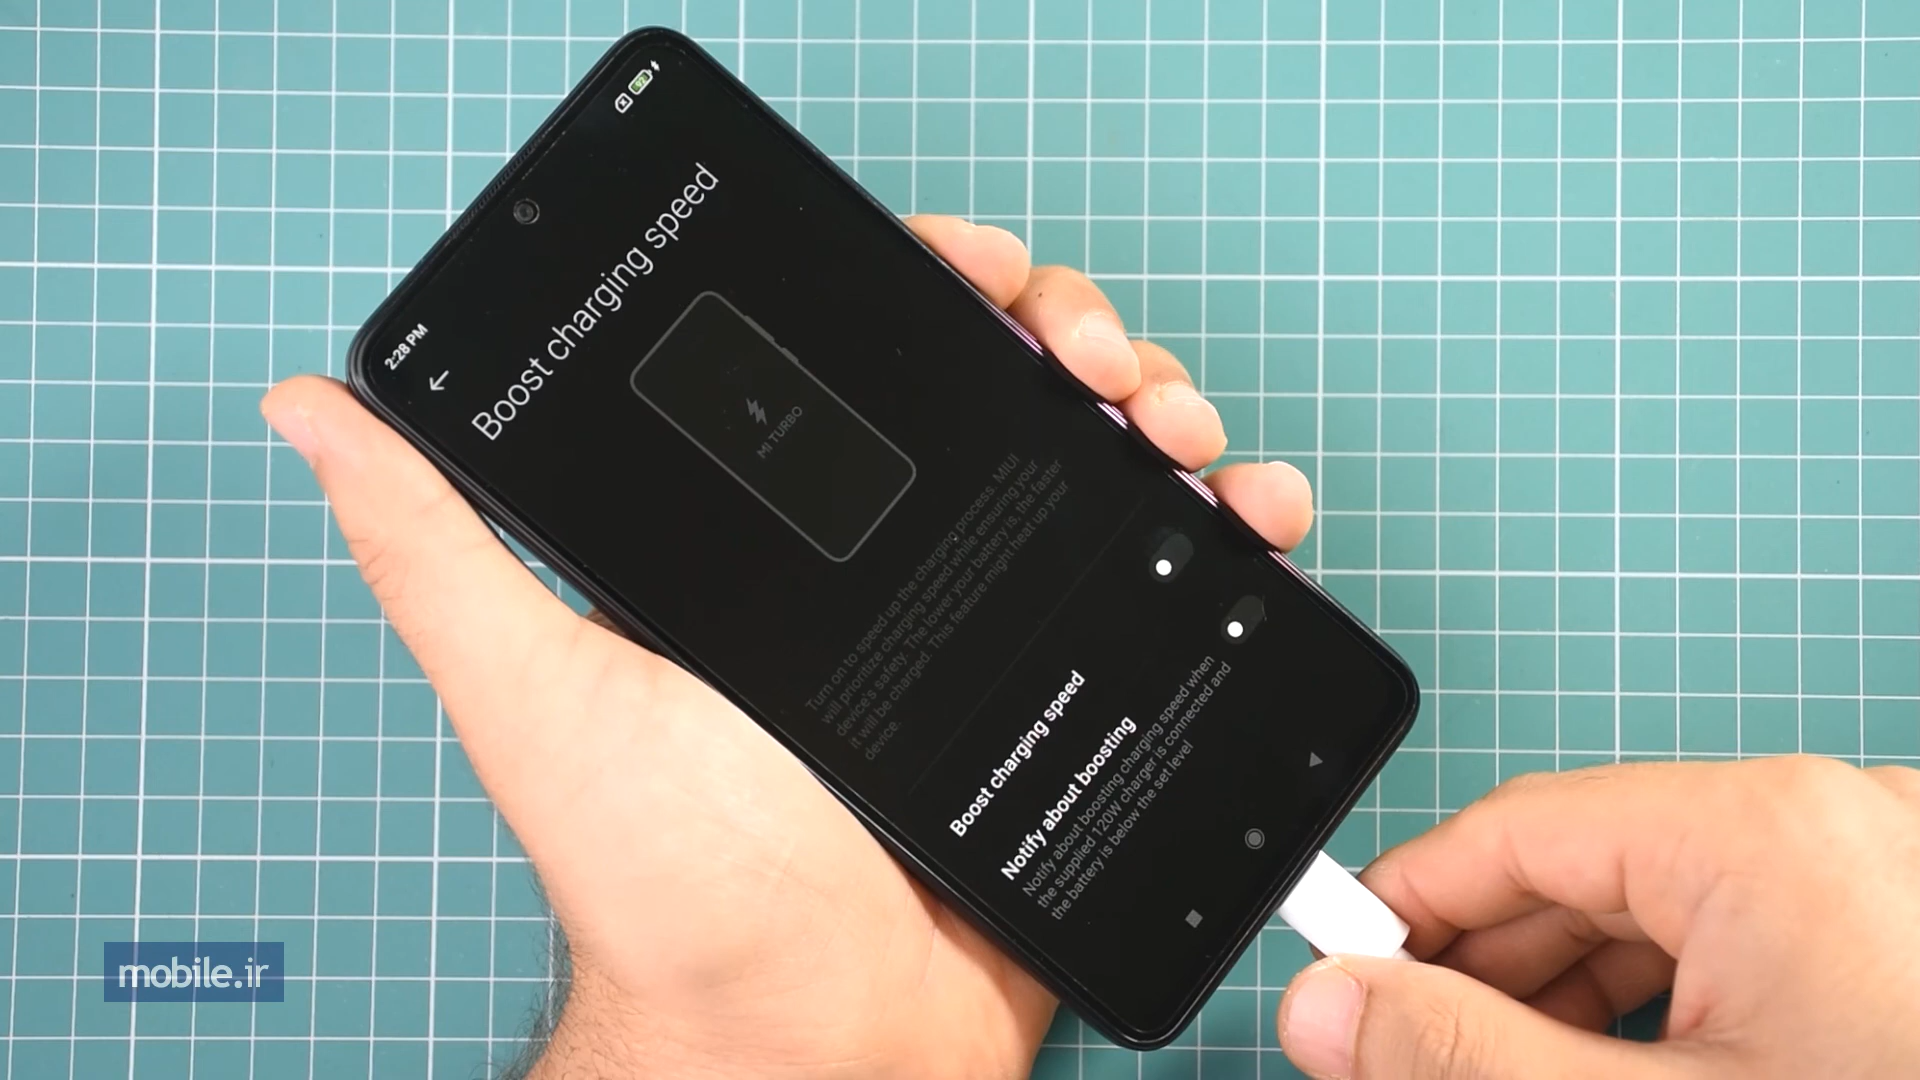 2:28 PM
92
Boost charging speed
MI TURBO
Turn on to speed up the charging process. MIUI
will prioritize charging speed while ensuring your
device's safety. The lower your battery is, the faster
it will be charged. This feature might heat up your
device.
Boost charging speed
Notify about boosting
Notify about boosting charging speed when
the supplied 120W charger is connected and
the battery is below the set level
mobile.ir